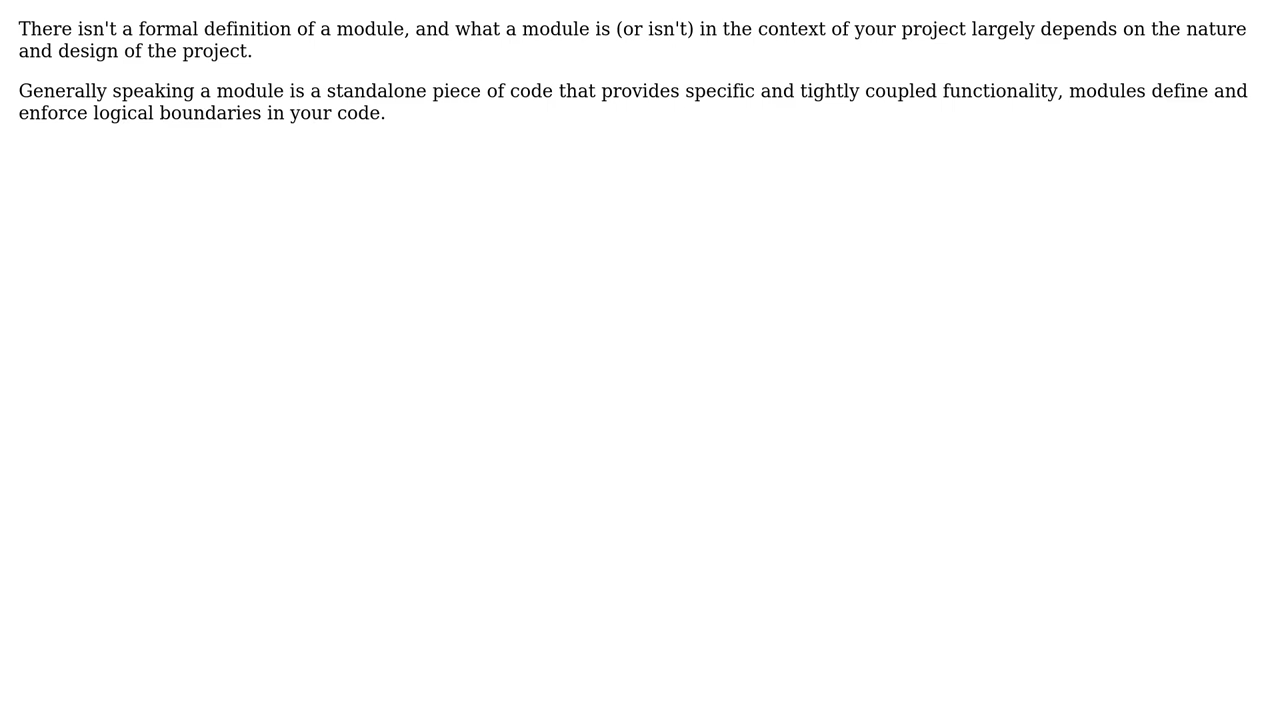 There isn't a formal definition of a module, and what a module is (or isn't) in the context of your project largely depends on the nature
and design of the project.
Generally speaking a module is a standalone piece of code that provides specific and tightly coupled functionality, modules define and
enforce logical boundaries in your code.